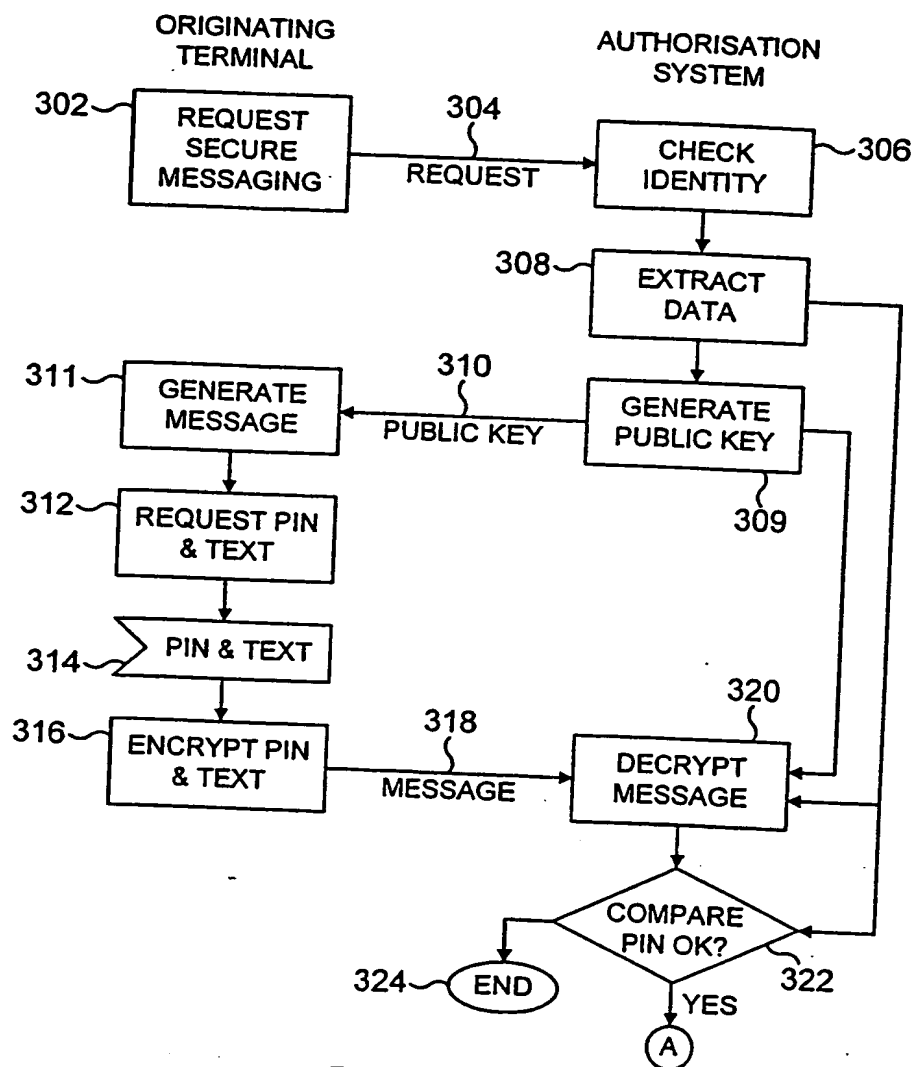 ORIGINATING
TERMINAL
AUTHORISATION
SYSTEM
302
REQUEST
SECURE
MESSAGING
304
REQUEST
CHECK
IDENTITY
306
308
EXTRACT
DATA
311
GENERATE
MESSAGE
310
PUBLIC KEY
GENERATE
PUBLIC KEY
309
312
REQUEST PIN
& TEXT
314
PIN & TEXT
316
ENCRYPT PIN
& TEXT
318
MESSAGE
320
DECRYPT
MESSAGE
COMPARE
PIN OK?
322
324
END
YES
A